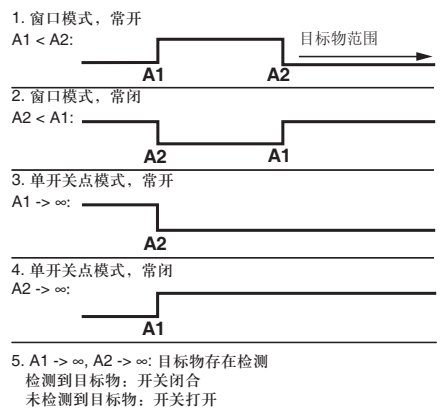 1. 窗口模式，常开
A1 < A2:
目标物范围
A1 A2
2. 窗口模式，常闭
A2 < A1:
A2 A1
3. 单开关点模式，常开
A1 -> ∞:
A2
4. 单开关点模式，常闭
A2 -> ∞:
A1
5. A1 -> ∞, A2 -> ∞: 目标物存在检测
检测到目标物：开关闭合
未检测到目标物：开关打开